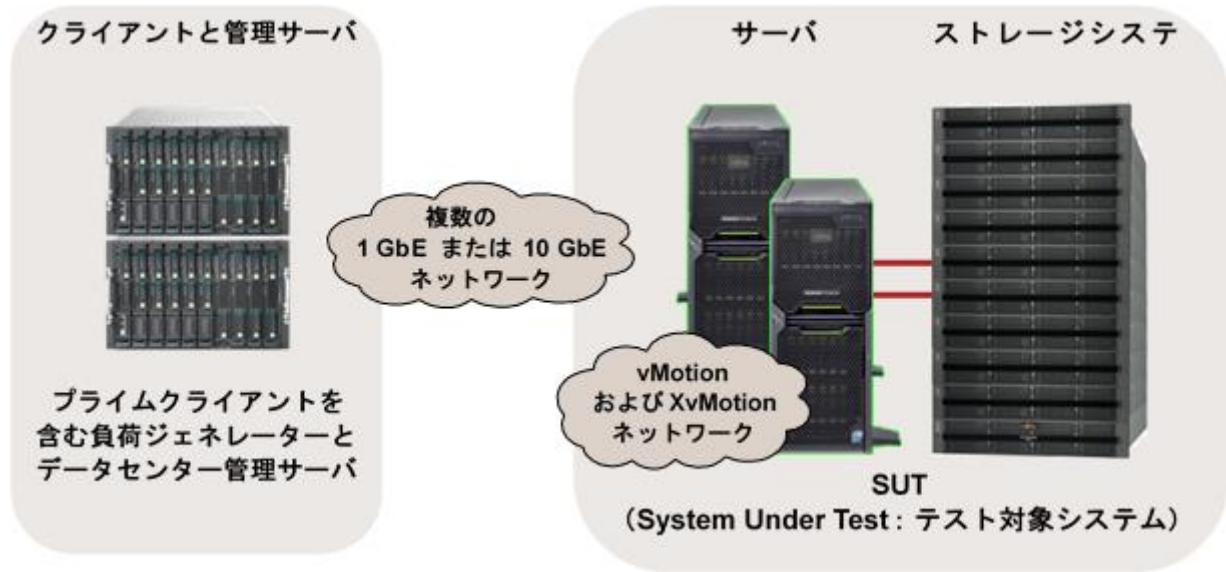 クライアントと管理サーバ
プライムクライアントを
含む負荷ジェネレーターと
データセンター管理サーバ
複数の
1 GbE または 10 GbE
ネットワーク
サーバ
ストレージシステ
vMotion
および XvMotion
ネットワーク
SUT
（System Under Test : テスト対象システム）